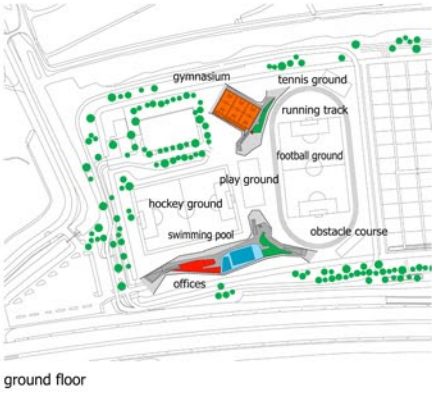 gymnasium
tennis ground
running track
football ground
play ground
hockey ground
swimming pool
obstacle course
offices
ground floor